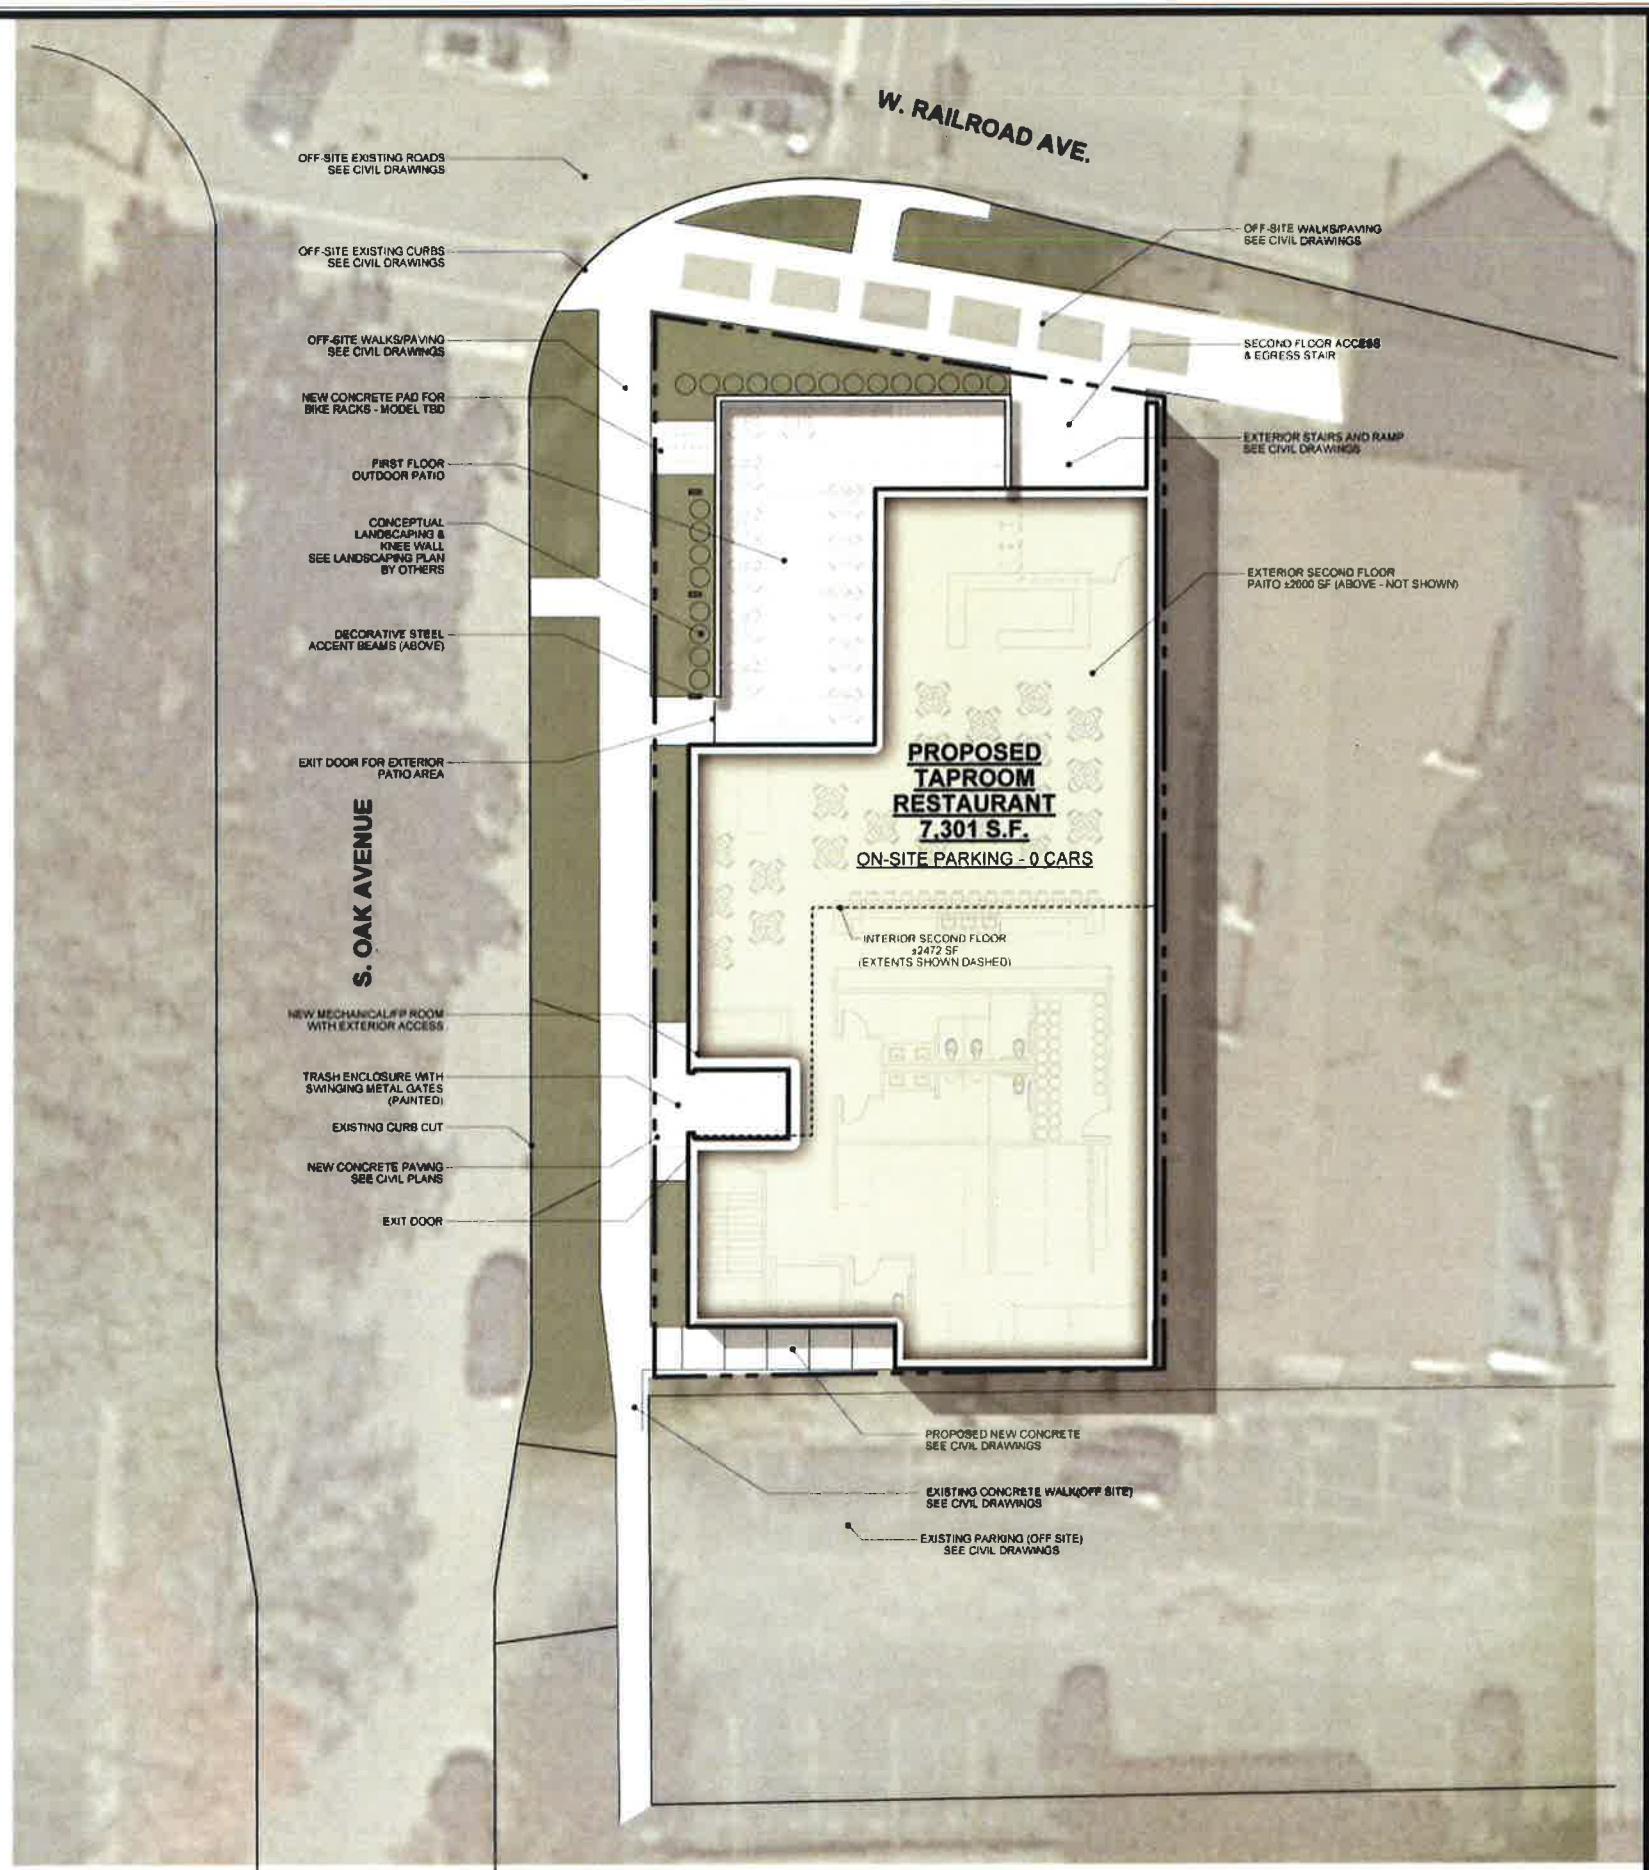 W. RAILROAD AVE.
OFF-SITE EXISTING ROADS
SEE CIVIL DRAWINGS
OFF-SITE EXISTING CURBS
SEE CIVIL DRAWINGS
OFF-SITE WALKS/PAVING
SEE CIVIL DRAWINGS
NEW CONCRETE PAD FOR
BIKE RACKS - MODEL TBD
FIRST FLOOR
OUTDOOR PATIO
CONCEPTUAL
LANDSCAPING &
KNEE WALL
SEE LANDSCAPING PLAN
BY OTHERS
DECORATIVE STEEL
ACCENT BEAMS (ABOVE)
EXIT DOOR FOR EXTERIOR
PATIO AREA
S. OAK AVENUE
NEW MECHANICAL/FP ROOM
WITH EXTERIOR ACCESS
TRASH ENCLOSURE WITH
SWINGING METAL GATES
(PAINTED)
EXISTING CURB CUT
NEW CONCRETE PAVING
SEE CIVIL PLANS
EXIT DOOR
OFF-SITE WALKS/PAVING
SEE CIVIL DRAWINGS
SECOND FLOOR ACCESS
& EGRESS STAIR
EXTERIOR STAIRS AND RAMP
SEE CIVIL DRAWINGS
EXTERIOR SECOND FLOOR
PAITO ±2000 SF (ABOVE - NOT SHOWN)
PROPOSED
TAPROOM
RESTAURANT
7,301 S.F.
ON-SITE PARKING - 0 CARS
INTERIOR SECOND FLOOR
±2472 SF
(EXTENTS SHOWN DASHED)
PROPOSED NEW CONCRETE
SEE CIVIL DRAWINGS
EXISTING CONCRETE WALK(OFF SITE)
SEE CIVIL DRAWINGS
EXISTING PARKING (OFF SITE)
SEE CIVIL DRAWINGS